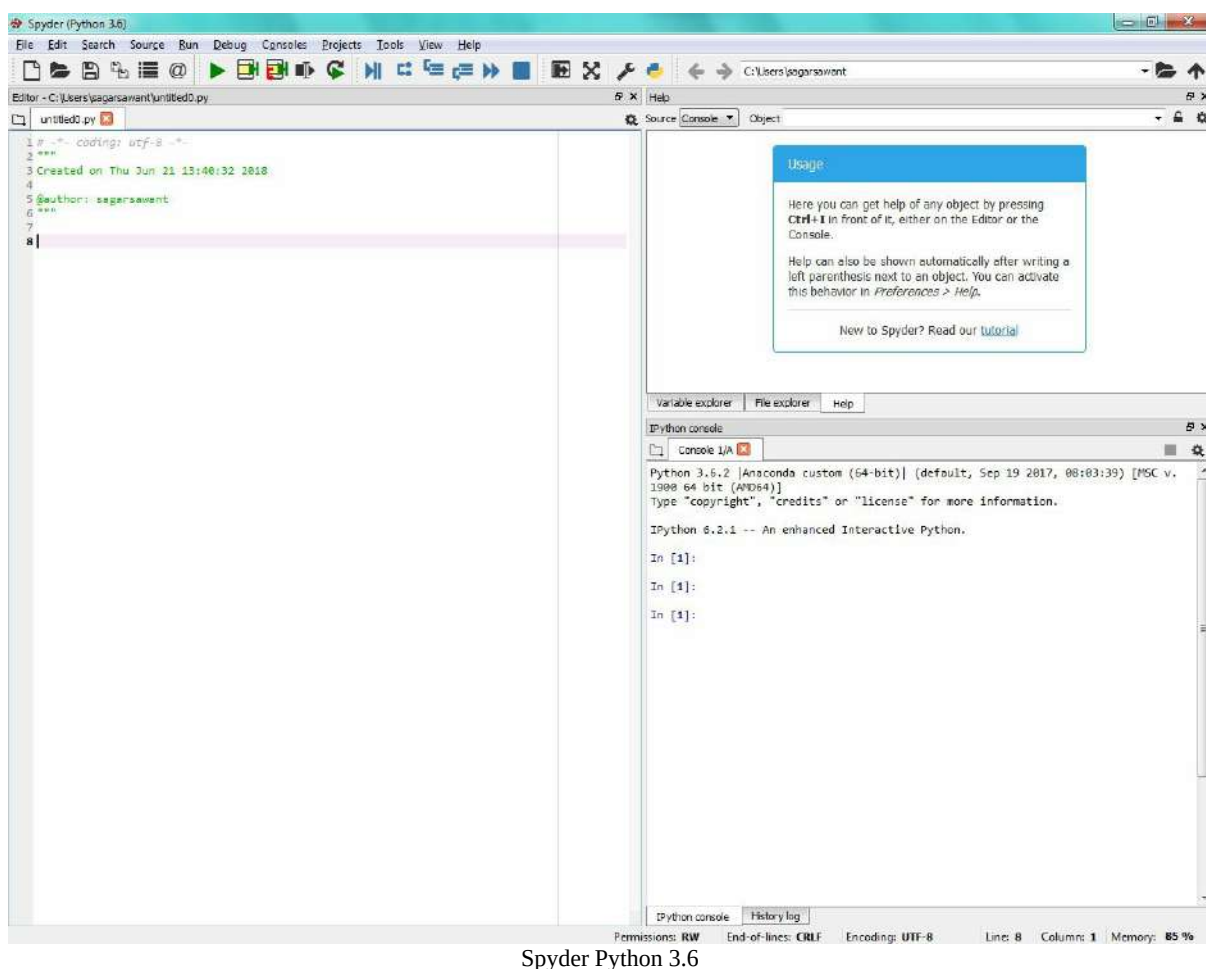 Spyder (Python 3.6)
File Edit Search Source Run Debug Consoles Projects Tools View Help
C:\Users\sagarsawant
Editor - C:\Users\sagarsawant\untitled0.py
untitled0.py
1 # -*- coding: utf-8 -*-
2 """
3 Created on Thu Jun 21 13:40:32 2018
4
5 @author: sagarsawant
6 """
7
8
Help
Source Console Object
Usage
Here you can get help of any object by pressing
Ctrl+I in front of it, either on the Editor or the
Console.
Help can also be shown automatically after writing a
left parenthesis next to an object. You can activate
this behavior in Preferences > Help.
New to Spyder? Read our tutorial
Variable explorer File explorer Help
IPython console
Console 1/A
Python 3.6.2 |Anaconda custom (64-bit)| (default, Sep 19 2017, 08:03:39) [MSC v.
1900 64 bit (AMD64)]
Type "copyright", "credits" or "license" for more information.
IPython 6.2.1 -- An enhanced Interactive Python.
In [1]:
In [1]:
In [1]:
IPython console History log
Permissions: RW End-of-lines: CRLF Encoding: UTF-8 Line: 8 Column: 1 Memory: 85 %
Spyder Python 3.6